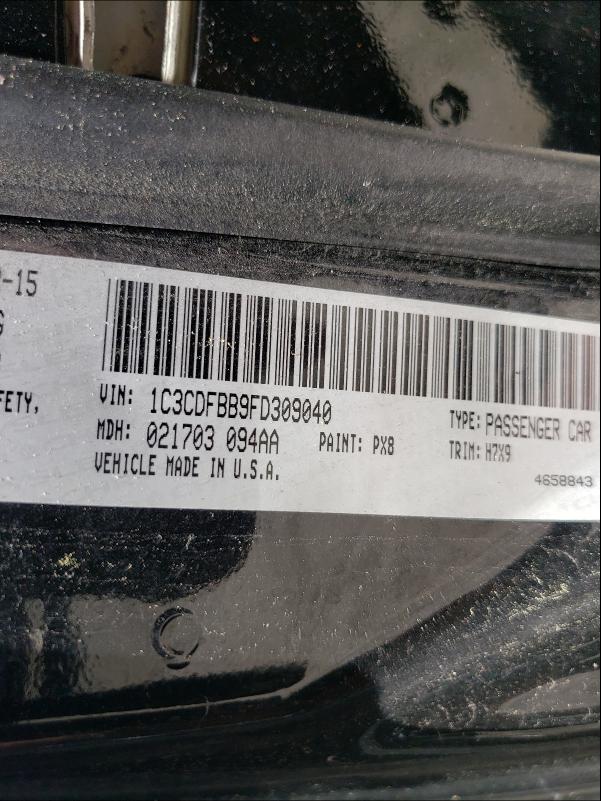 -15
G
FETY,
VIN: 1C3CDFBB9FD309040
TYPE: PASSENGER CAR
MDH: 021703 094AA PAINT: PX8
TRIM: H7X9
VEHICLE MADE IN U.S.A.
4658843